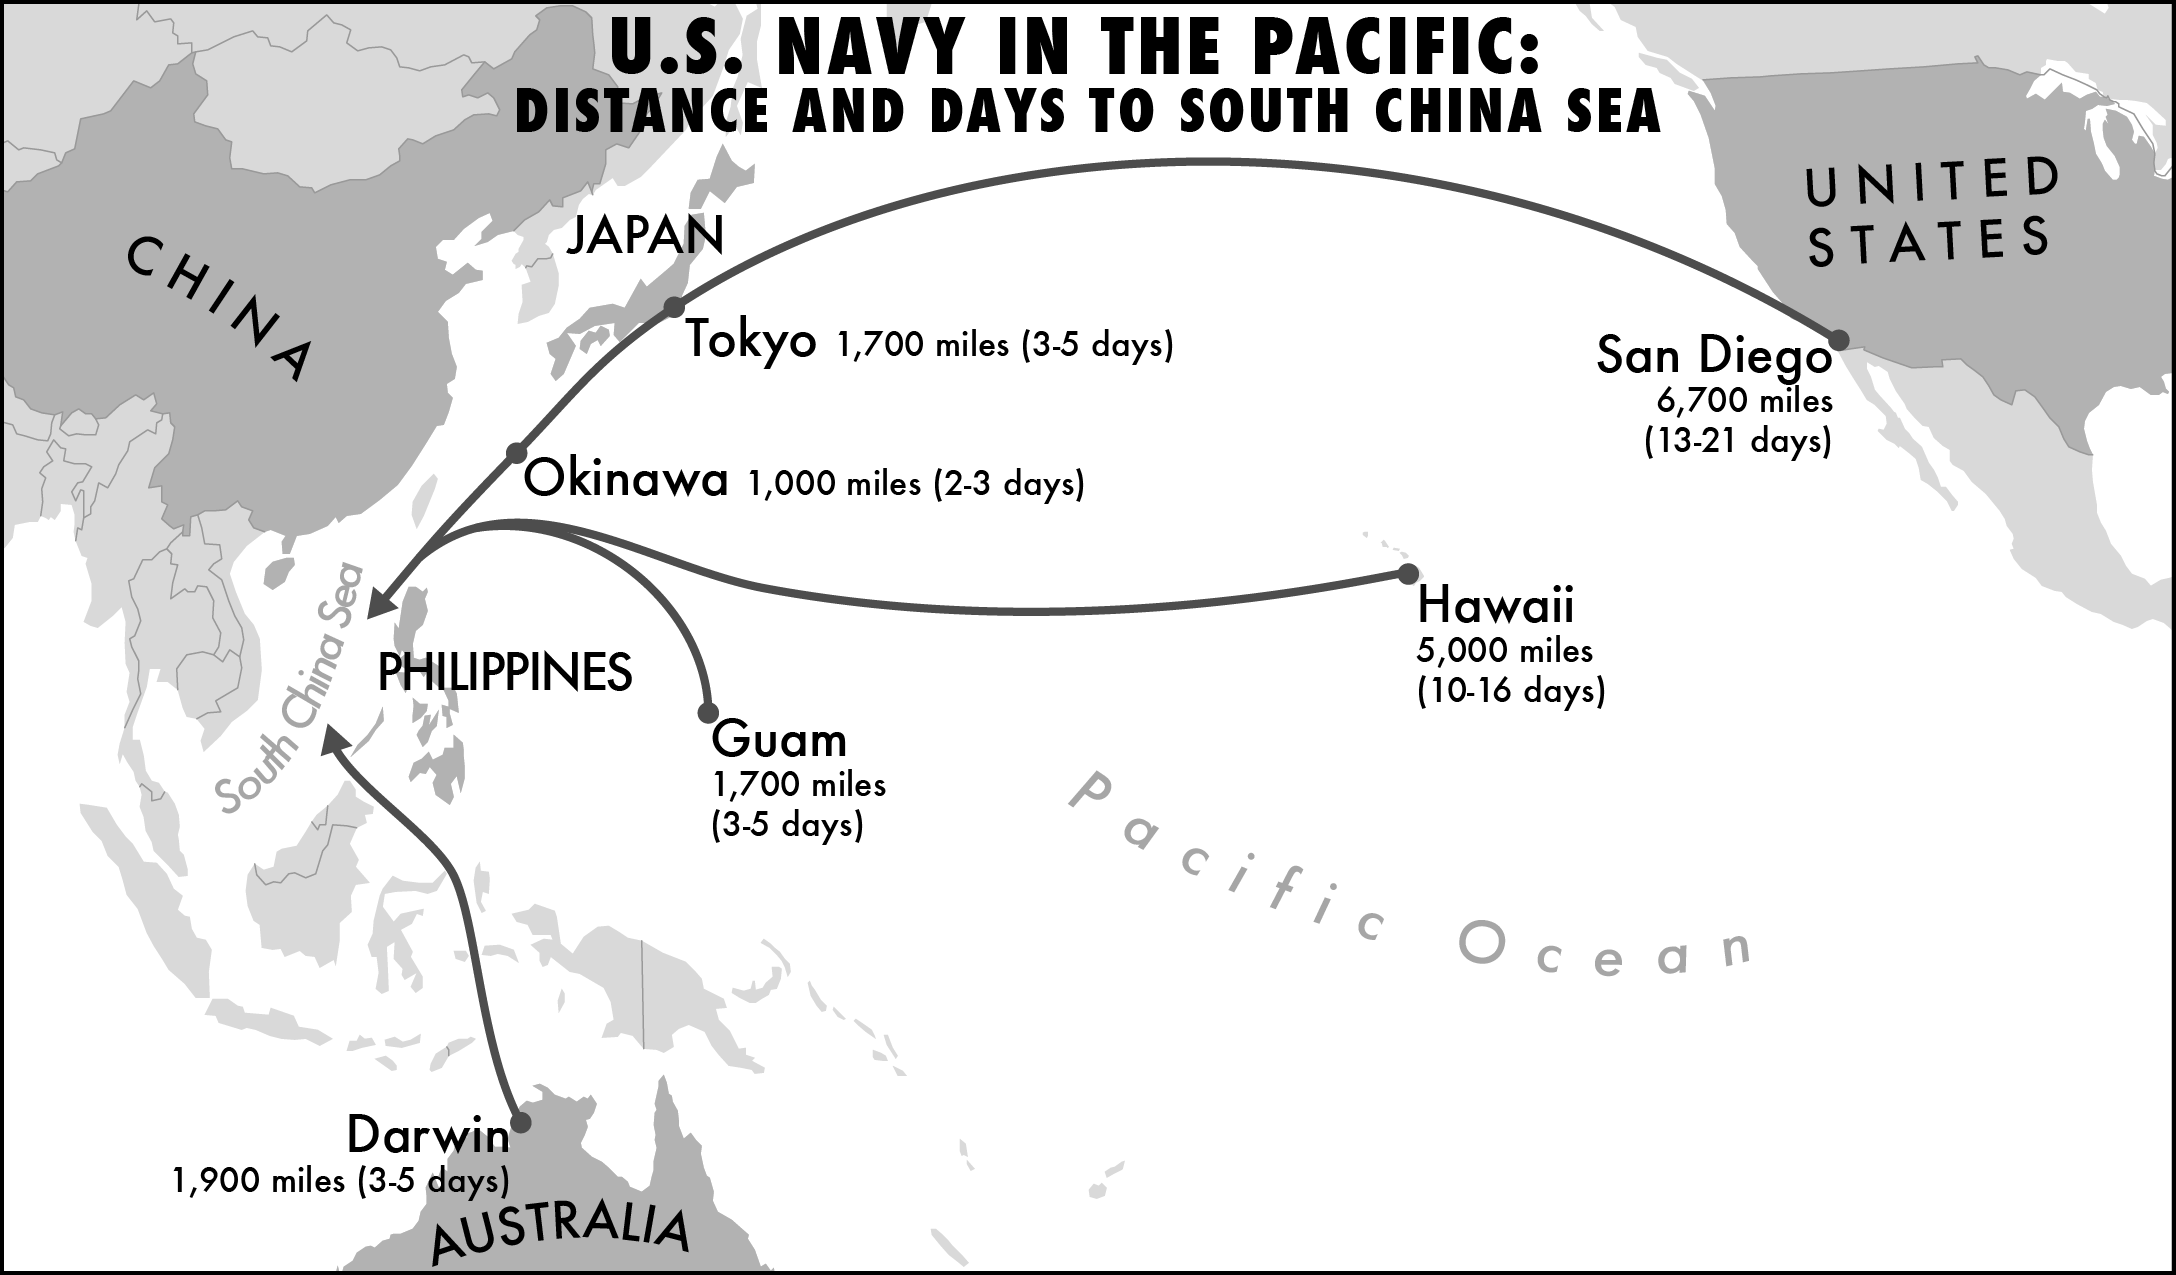 U.S. NAVY IN THE PACIFIC:
DISTANCE AND DAYS TO SOUTH CHINA SEA
UNITED
STATES
CHINA
JAPAN
Tokyo 1,700 miles (3-5 days)
San Diego
6,700 miles
(13-21 days)
Okinawa 1,000 miles (2-3 days)
Hawaii
5,000 miles
(10-16 days)
South China Sea
PHILIPPINES
Guam
1,700 miles
(3-5 days)
Pacific Ocean
Darwin
1,900 miles (3-5 days)
AUSTRALIA